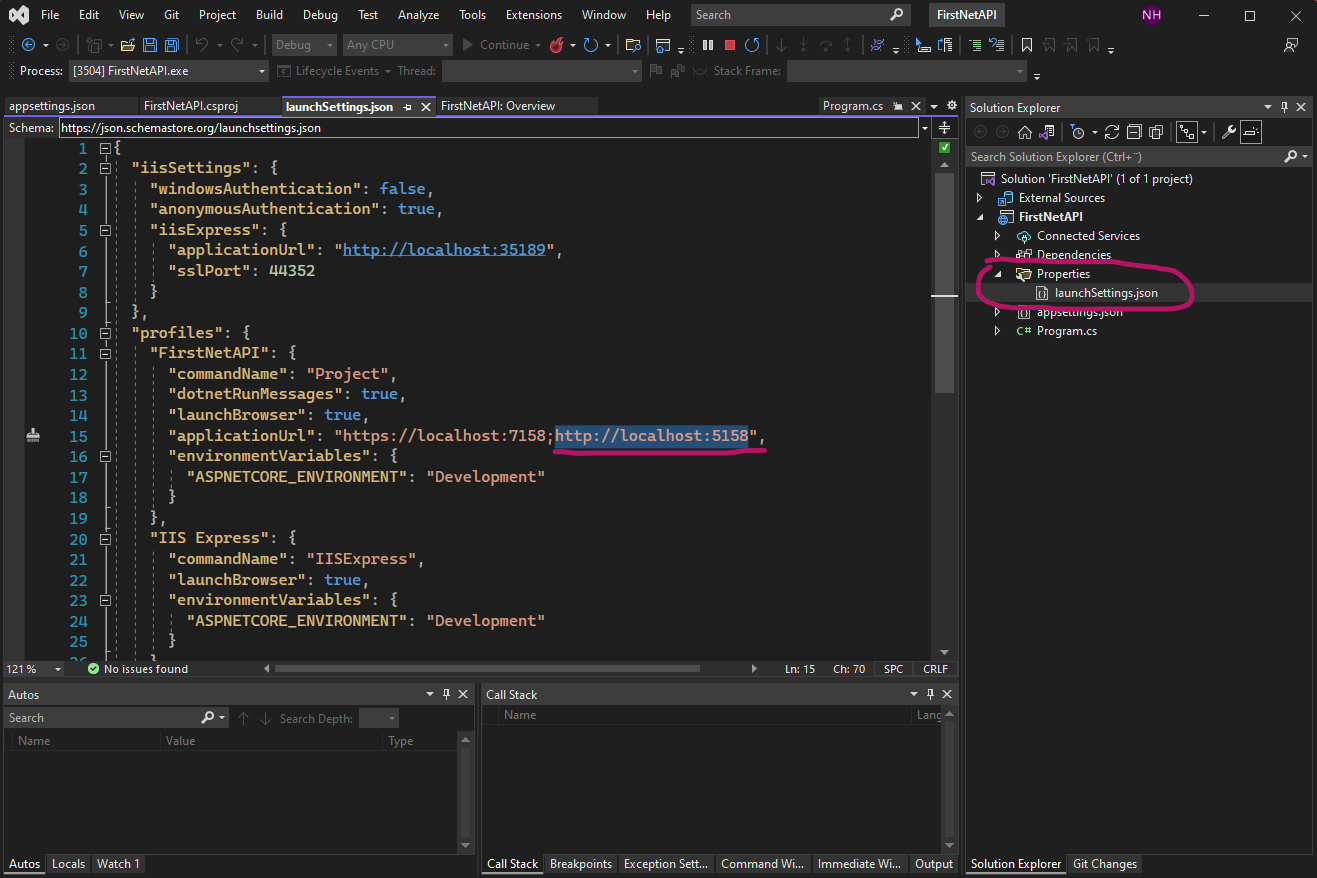 File Edit View Git Project Build Debug Test Analyze Tools Extensions Window Help Search FirstNetAPI NH
Debug Any CPU Continue
Process: [3504] FirstNetAPI.exe Lifecycle Events Thread: Stack Frame:
appsettings.json FirstNetAPI.csproj launchSettings.json FirstNetAPI: Overview Program.cs
Schema: https://json.schemastore.org/launchsettings.json
1 {
2 "iisSettings": {
3 "windowsAuthentication": false,
4 "anonymousAuthentication": true,
5 "iisExpress": {
6 "applicationUrl": "http://localhost:35189",
7 "sslPort": 44352
8 }
9 },
10 "profiles": {
11 "FirstNetAPI": {
12 "commandName": "Project",
13 "dotnetRunMessages": true,
14 "launchBrowser": true,
15 "applicationUrl": "https://localhost:7158;http://localhost:5158",
16 "environmentVariables": {
17 "ASPNETCORE_ENVIRONMENT": "Development"
18 }
19 },
20 "IIS Express": {
21 "commandName": "IISExpress",
22 "launchBrowser": true,
23 "environmentVariables": {
24 "ASPNETCORE_ENVIRONMENT": "Development"
25 }
26 }
121 % No issues found Ln: 15 Ch: 70 SPC CRLF
Solution Explorer
Search Solution Explorer (Ctrl+¨)
Solution 'FirstNetAPI' (1 of 1 project)
External Sources
FirstNetAPI
Connected Services
Dependencies
Properties
launchSettings.json
appsettings.json
C# Program.cs
Autos
Search Search Depth:
Name Value Type
Autos Locals Watch 1
Call Stack
Name Lang
Call Stack Breakpoints Exception Sett... Command Wi... Immediate Wi... Output
Solution Explorer Git Changes